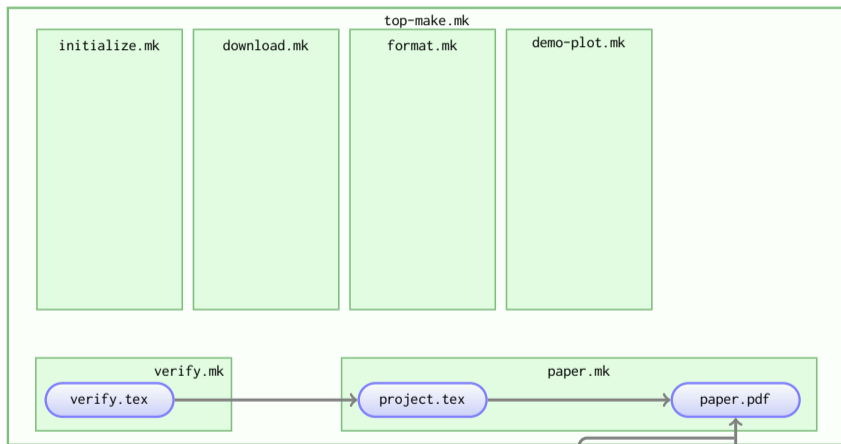 top-make.mk
initialize.mk
download.mk
format.mk
demo-plot.mk
verify.mk
paper.mk
verify.tex
project.tex
paper.pdf